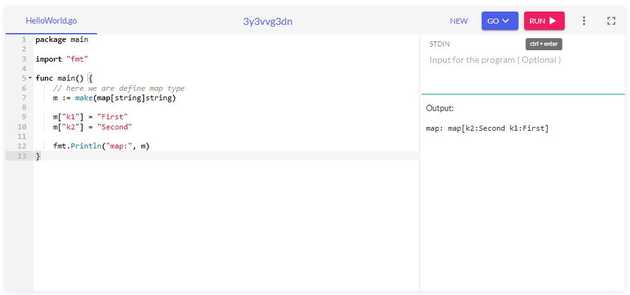 HelloWorld.go
3y3vvg3dn
NEW
GO
RUN
ctrl + enter
1 package main
2
3 import "fmt"
4
5 func main() {
6 // here we are define map type
7 m := make(map[string]string)
8
9 m["k1"] = "First"
10 m["k2"] = "Second"
11
12 fmt.Println("map:", m)
13 }
STDIN
Input for the program ( Optional )
Output:
map: map[k2:Second k1:First]